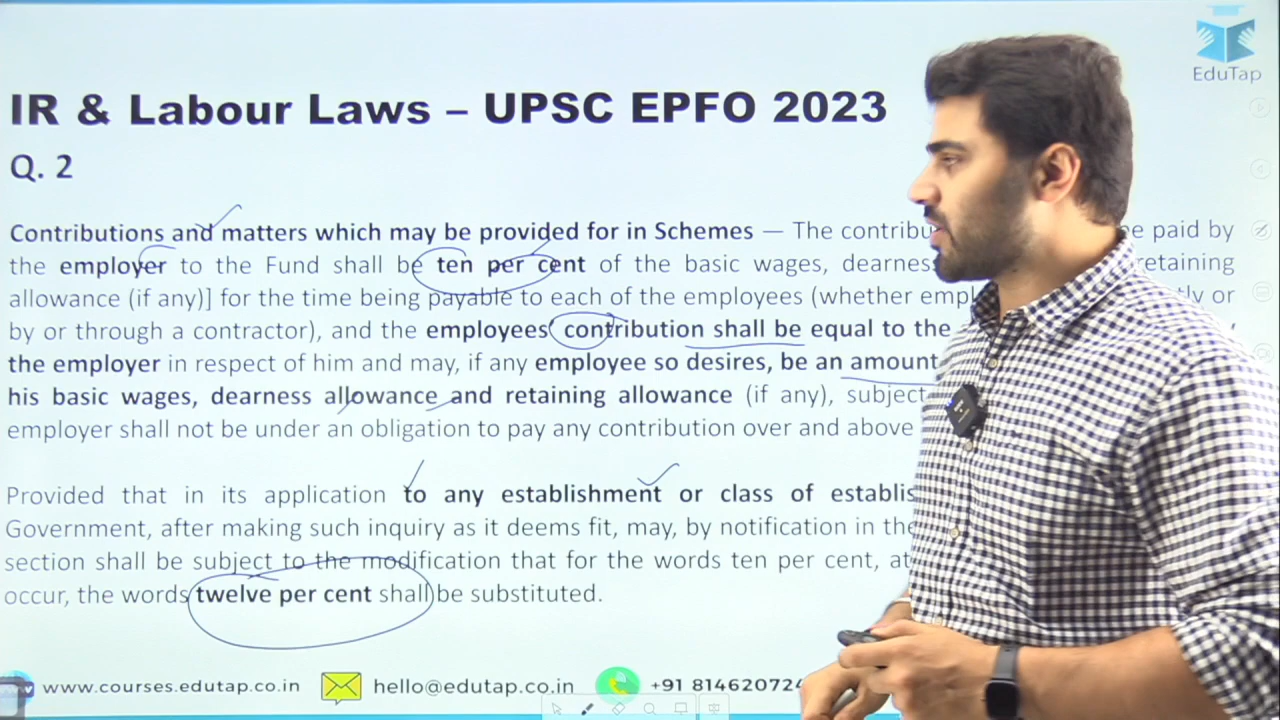 EduTap
IR & Labour Laws – UPSC EPFO 2023
Q. 2
Contributions and matters which may be provided for in Schemes — The be paid by
the employer to the Fund shall be ten per cent of the basic wages, retaining
allowance (if any)] for the time being payable to each of the employees (whether or
by or through a contractor), and the employees' contribution shall be equal to the
the employer in respect of him and may, if any employee so desires, be an amount
his basic wages, dearness allowance and retaining allowance (if any), subject
employer shall not be under an obligation to pay any contribution over and above
Provided that in its application to any establishment or class of
Government, after making such inquiry as it deems fit, may, by notification in the
section shall be subject to the modification that for the words ten per cent, at
occur, the words twelve per cent shall be substituted.
www.courses.edutap.co.in hello@edutap.co.in +91 814620724